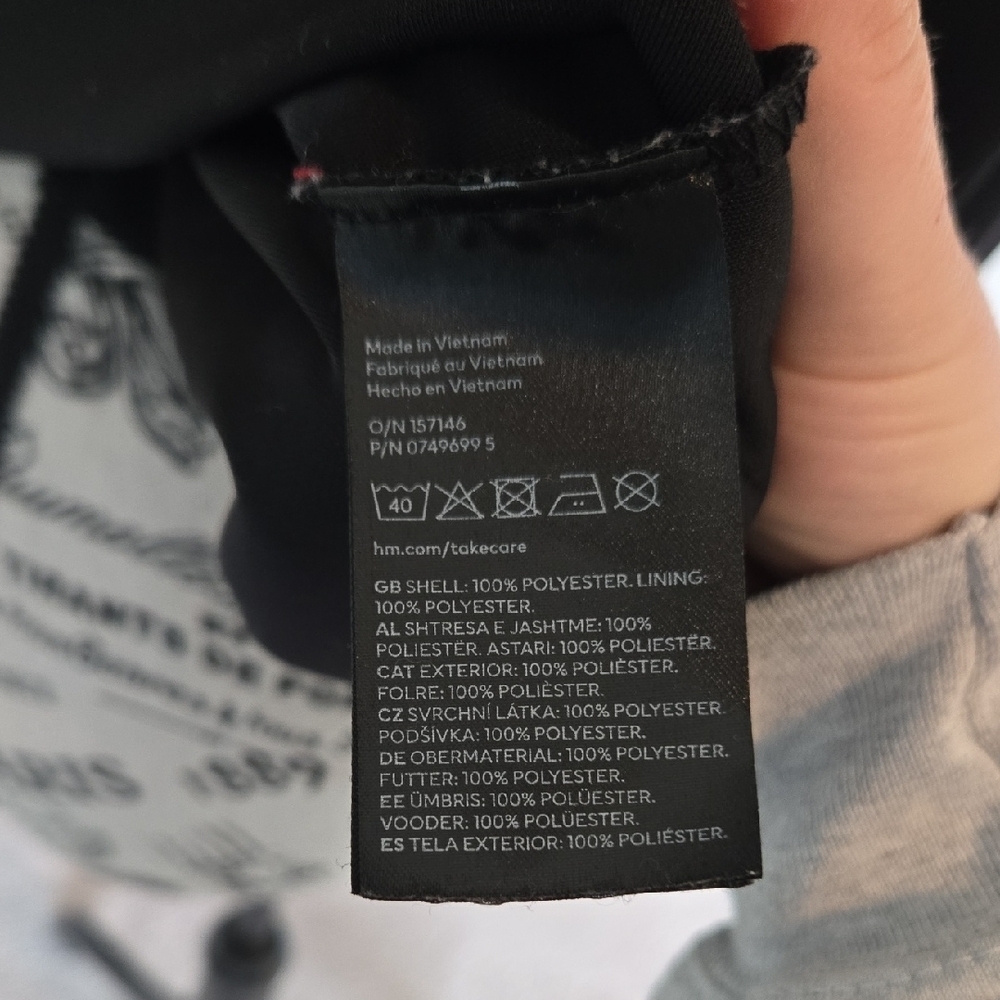 Made in Vietnam
Fabriqué au Vietnam
Hecho en Vietnam
O/N 157146
P/N 0749699 5
40
hm.com/takecare
GB SHELL: 100% POLYESTER. LINING:
100% POLYESTER.
AL SHTRESA E JASHTME: 100%
POLIESTËR. ASTARI: 100% POLIESTËR.
CAT EXTERIOR: 100% POLIÈSTER.
FOLRE: 100% POLIÈSTER.
CZ SVRCHNÍ LÁTKA: 100% POLYESTER.
PODŠÍVKA: 100% POLYESTER.
DE OBERMATERIAL: 100% POLYESTER.
FUTTER: 100% POLYESTER.
EE ÜMBRIS: 100% POLÜESTER.
VOODER: 100% POLÜESTER.
ES TELA EXTERIOR: 100% POLIÉSTER.
1889